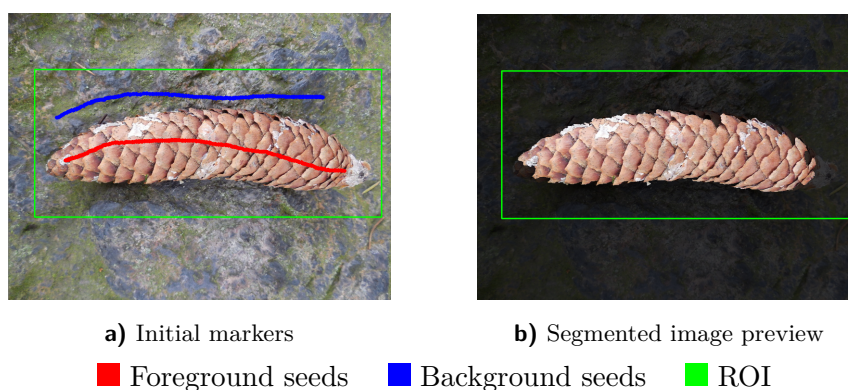 a) Initial markers
b) Segmented image preview
Foreground seeds
Background seeds
ROI